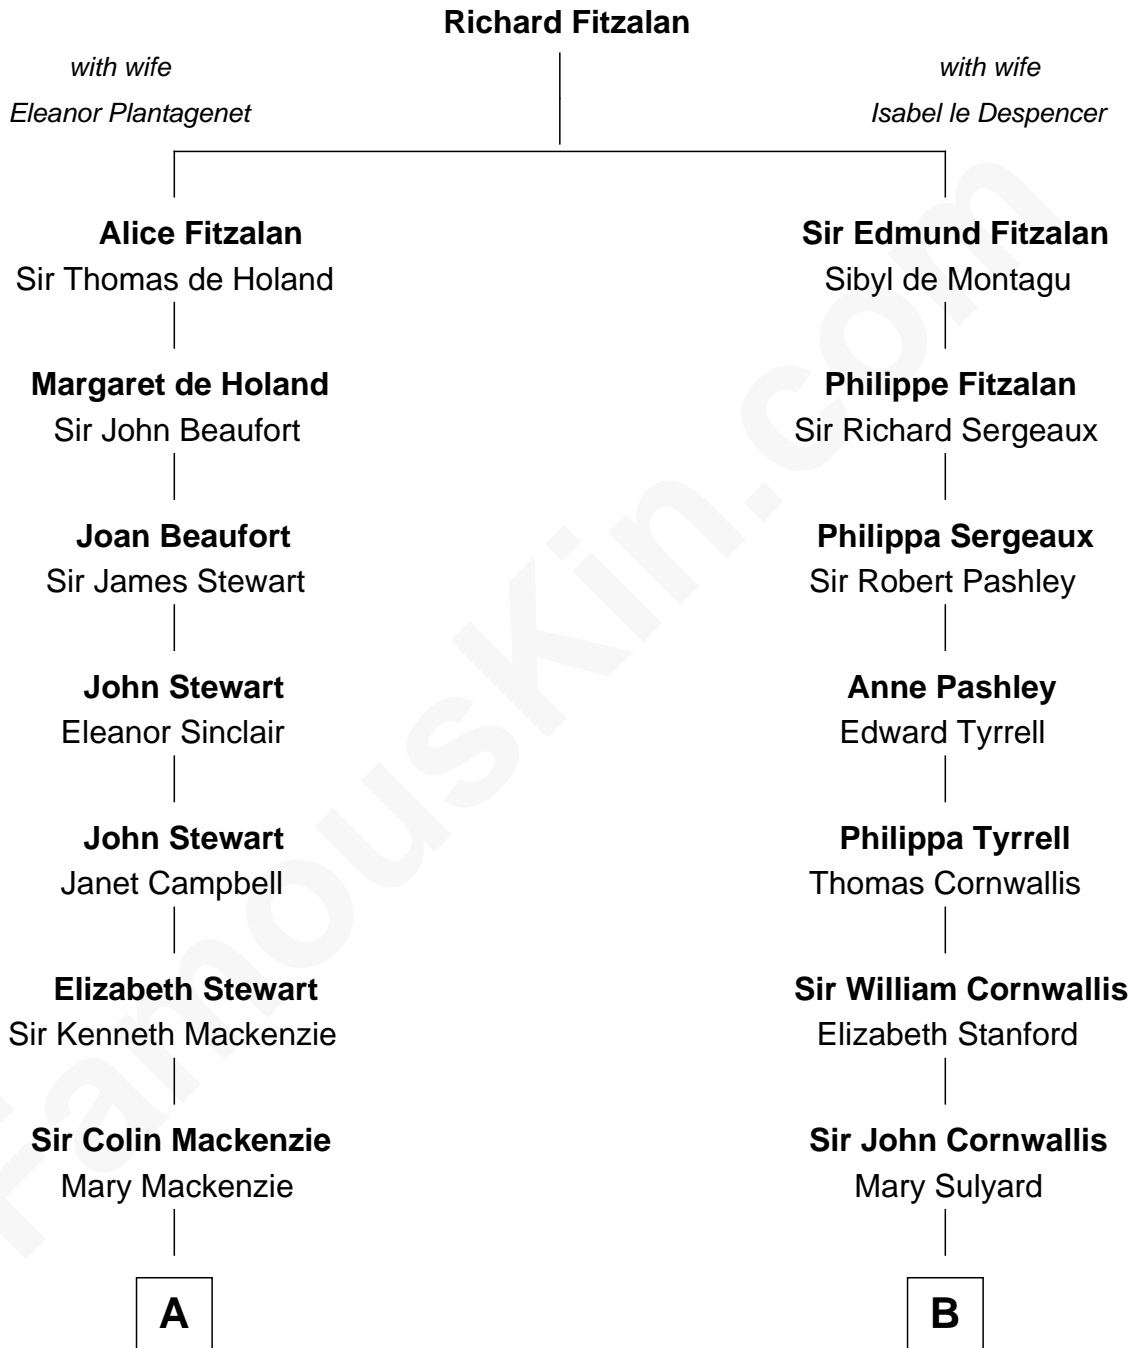 Richard Fitzalan
with wife
Eleanor Plantagenet
with wife
Isabel le Despencer
Alice Fitzalan
Sir Thomas de Holand
Sir Edmund Fitzalan
Sibyl de Montagu
Margaret de Holand
Sir John Beaufort
Philippe Fitzalan
Sir Richard Sergeaux
Joan Beaufort
Sir James Stewart
Philippa Sergeaux
Sir Robert Pashley
John Stewart
Eleanor Sinclair
Anne Pashley
Edward Tyrrell
John Stewart
Janet Campbell
Philippa Tyrrell
Thomas Cornwallis
Elizabeth Stewart
Sir Kenneth Mackenzie
Sir William Cornwallis
Elizabeth Stanford
Sir Colin Mackenzie
Mary Mackenzie
Sir John Cornwallis
Mary Sulyard
A
B
FamousKin.com